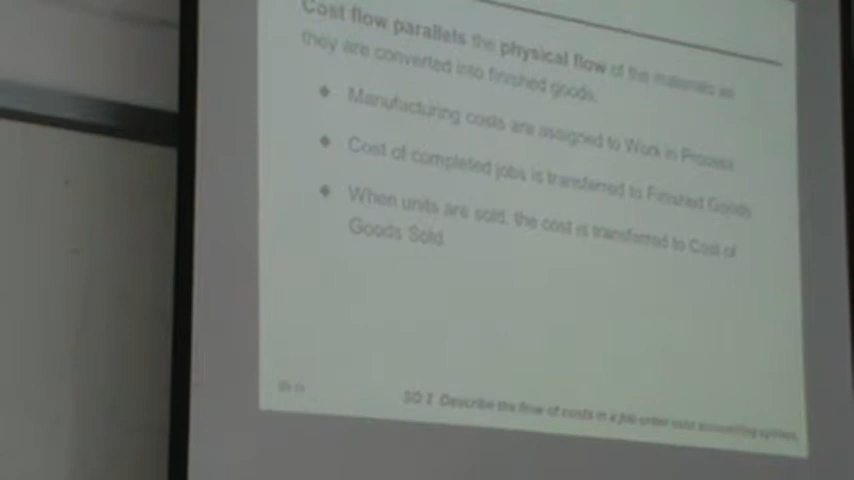 Cost flow parallels the physical flow of the materials as
they are converted into finished goods.
Manufacturing costs are assigned to Work in Process
Cost of completed jobs is transferred to Finished Goods
When units are sold, the cost is transferred to Cost of
Goods Sold
SO 2 Describe the flow of costs in a job order cost accounting system.